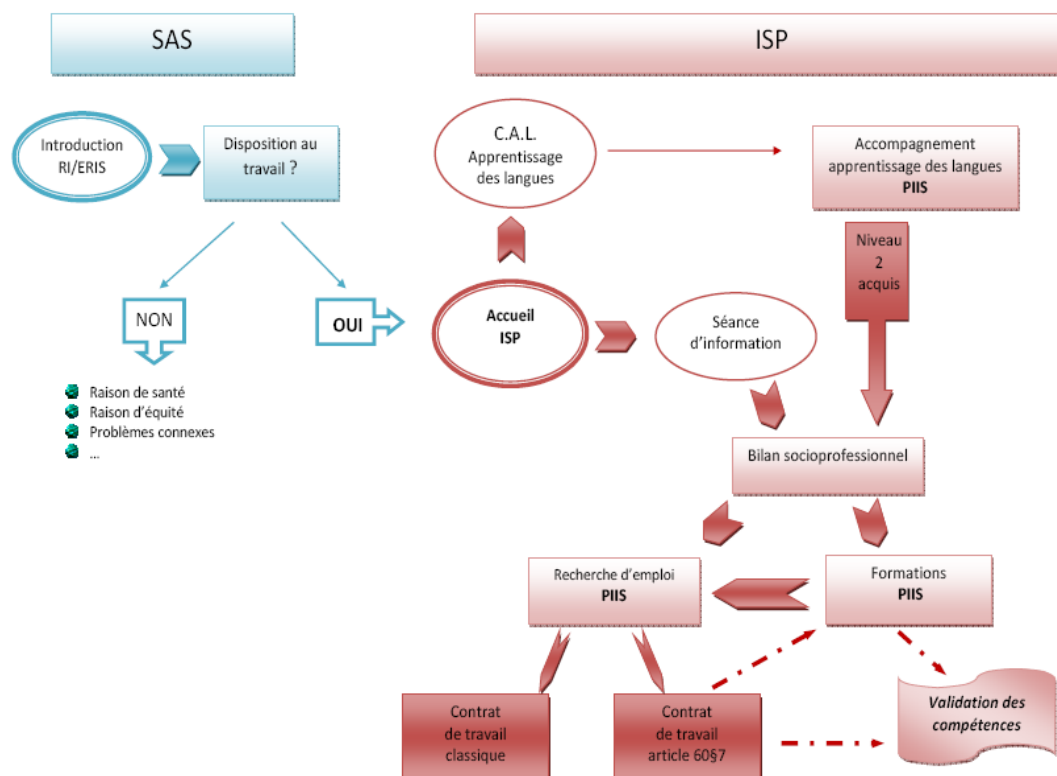 SAS
ISP
Introduction
RI/ERIS
Disposition au
travail ?
C.A.L.
Apprentissage
des langues
Accompagnement
apprentissage des langues
PIIS
Niveau
2
acquis
NON
OUI
Accueil
ISP
Séance
d’information
Raison de santé
Raison d’équité
Problèmes connexes
...
Bilan socioprofessionnel
Recherche d’emploi
PIIS
Formations
PIIS
Contrat
de travail
classique
Contrat
de travail
article 60§7
Validation des
compétences